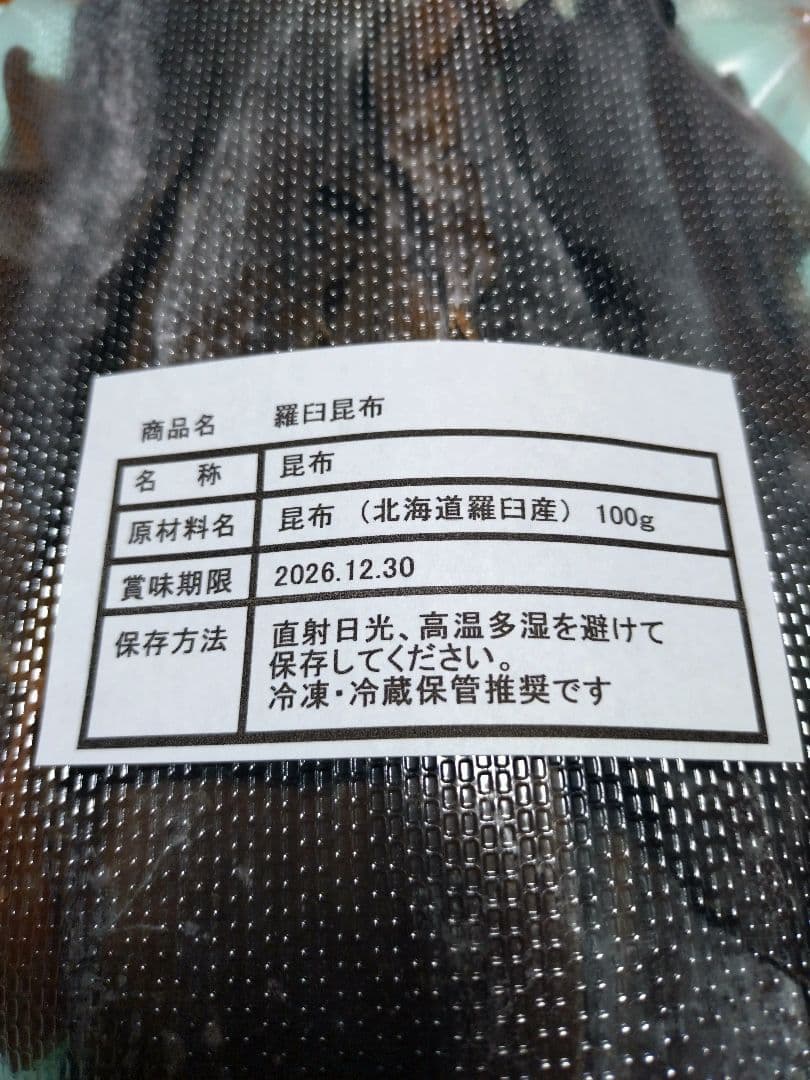 商品名 羅臼昆布
名 称 昆布
原材料名 昆布 （北海道羅臼産） 100g
賞味期限 2026.12.30
保存方法 直射日光、高温多湿を避けて
保存してください。
冷凍・冷蔵保管推奨です